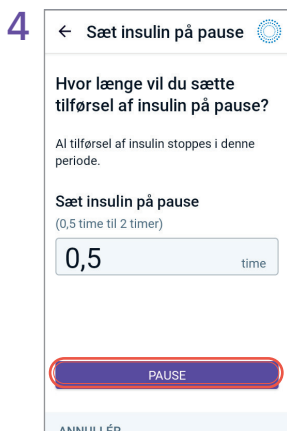 4
Sæt insulin på pause
Hvor længe vil du sætte
tilførsel af insulin på pause?
Al tilførsel af insulin stoppes i denne
periode.
Sæt insulin på pause
(0,5 time til 2 timer)
0,5 time
PAUSE
ANNULLÉR